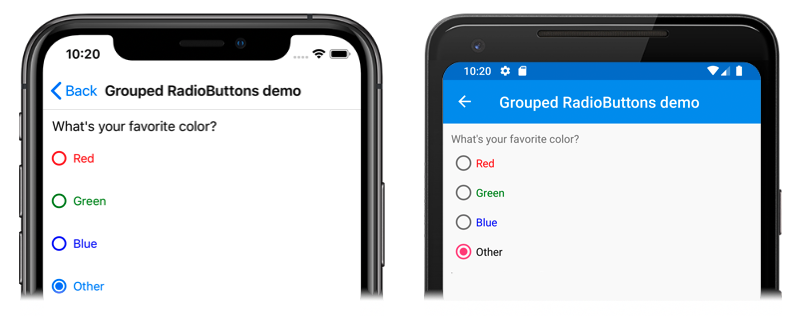 10:20
Back Grouped RadioButtons demo
What's your favorite color?
Red
Green
Blue
Other
10:20
Grouped RadioButtons demo
What's your favorite color?
Red
Green
Blue
Other